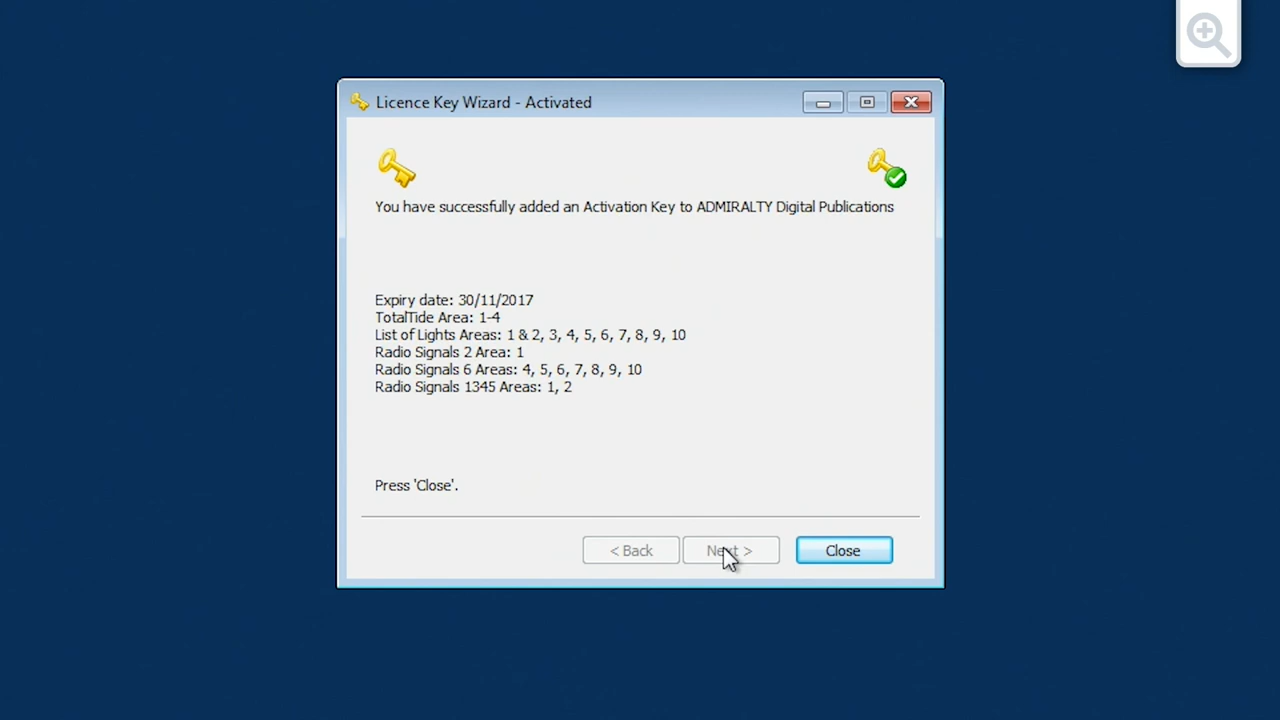 Licence Key Wizard - Activated
You have successfully added an Activation Key to ADMIRALTY Digital Publications
Expiry date: 30/11/2017
TotalTide Area: 1-4
List of Lights Areas: 1 & 2, 3, 4, 5, 6, 7, 8, 9, 10
Radio Signals 2 Area: 1
Radio Signals 6 Areas: 4, 5, 6, 7, 8, 9, 10
Radio Signals 1345 Areas: 1, 2
Press 'Close'.
< Back Next > Close